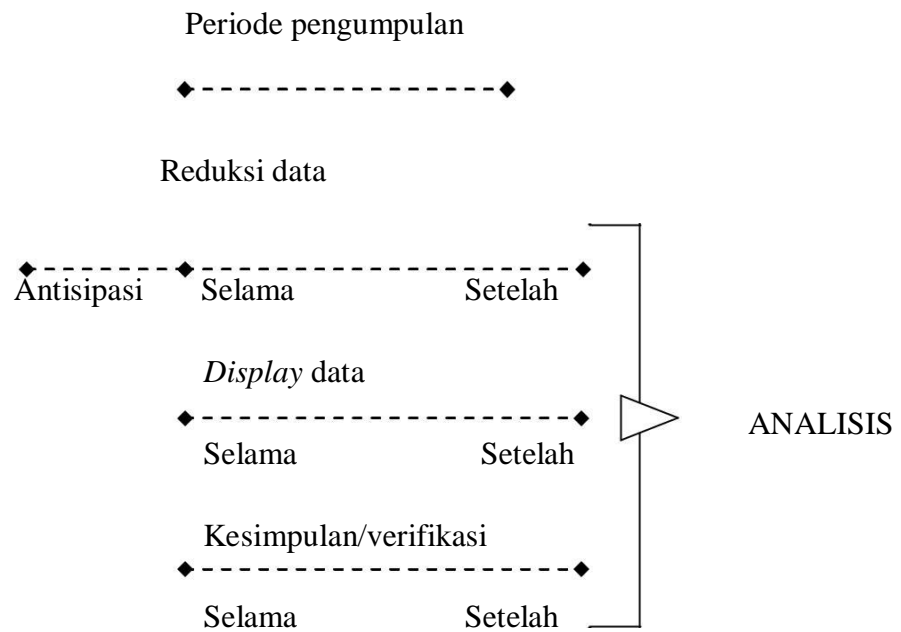 Periode pengumpulan
Reduksi data
Antisipasi Selama Setelah
Display data
Selama Setelah
ANALISIS
Kesimpulan/verifikasi
Selama Setelah